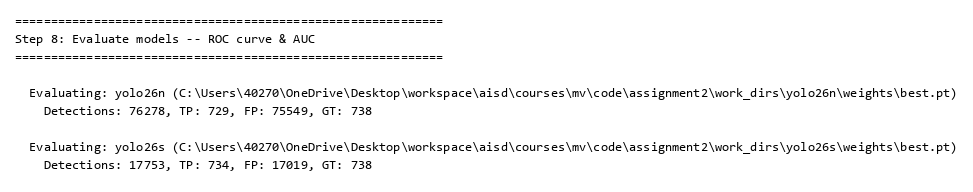 ============================================================
Step 8: Evaluate models -- ROC curve & AUC
============================================================
Evaluating: yolo26n (C:\Users\40270\OneDrive\Desktop\workspace\aisd\courses\mv\code\assignment2\work_dirs\yolo26n\weights\best.pt)
Detections: 76278, TP: 729, FP: 75549, GT: 738
Evaluating: yolo26s (C:\Users\40270\OneDrive\Desktop\workspace\aisd\courses\mv\code\assignment2\work_dirs\yolo26s\weights\best.pt)
Detections: 17753, TP: 734, FP: 17019, GT: 738